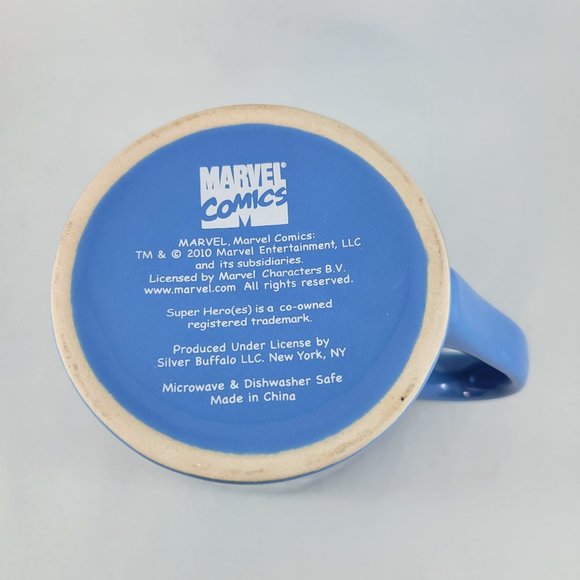 MARVEL®
COMICS
MARVEL, Marvel Comics:
TM & © 2010 Marvel Entertainment, LLC
and its subsidiaries.
Licensed by Marvel Characters B.V.
www.marvel.com All rights reserved.
Super Hero(es) is a co-owned
registered trademark.
Produced Under License by
Silver Buffalo LLC. New York, NY
Microwave & Dishwasher Safe
Made in China